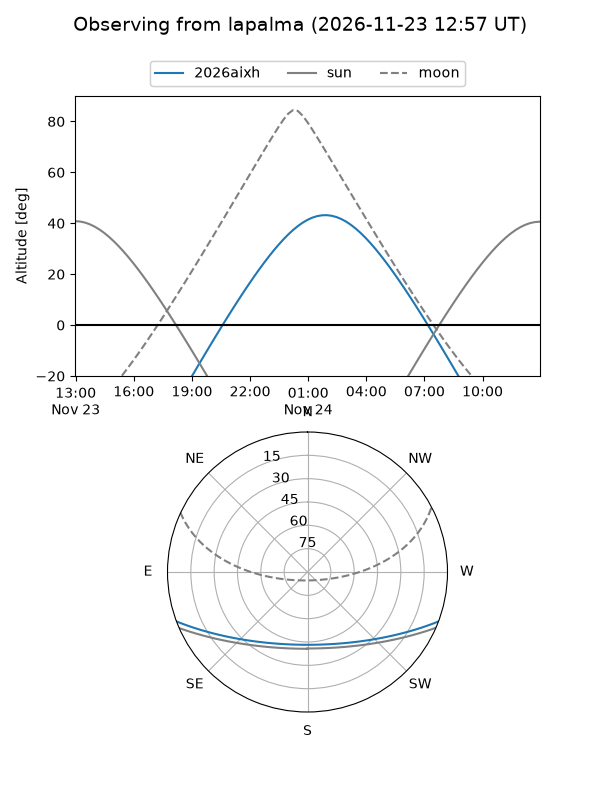 Observing from lapalma (2026-11-23 12:57 UT)
2026aixh sun moon
Altitude [deg]
80
60
40
20
0
−20
13:00 16:00 19:00 22:00 01:00 04:00 07:00 10:00
Nov 23 Nov 24
N
NE NW
15
30
45
60
75
E W
SE SW
S